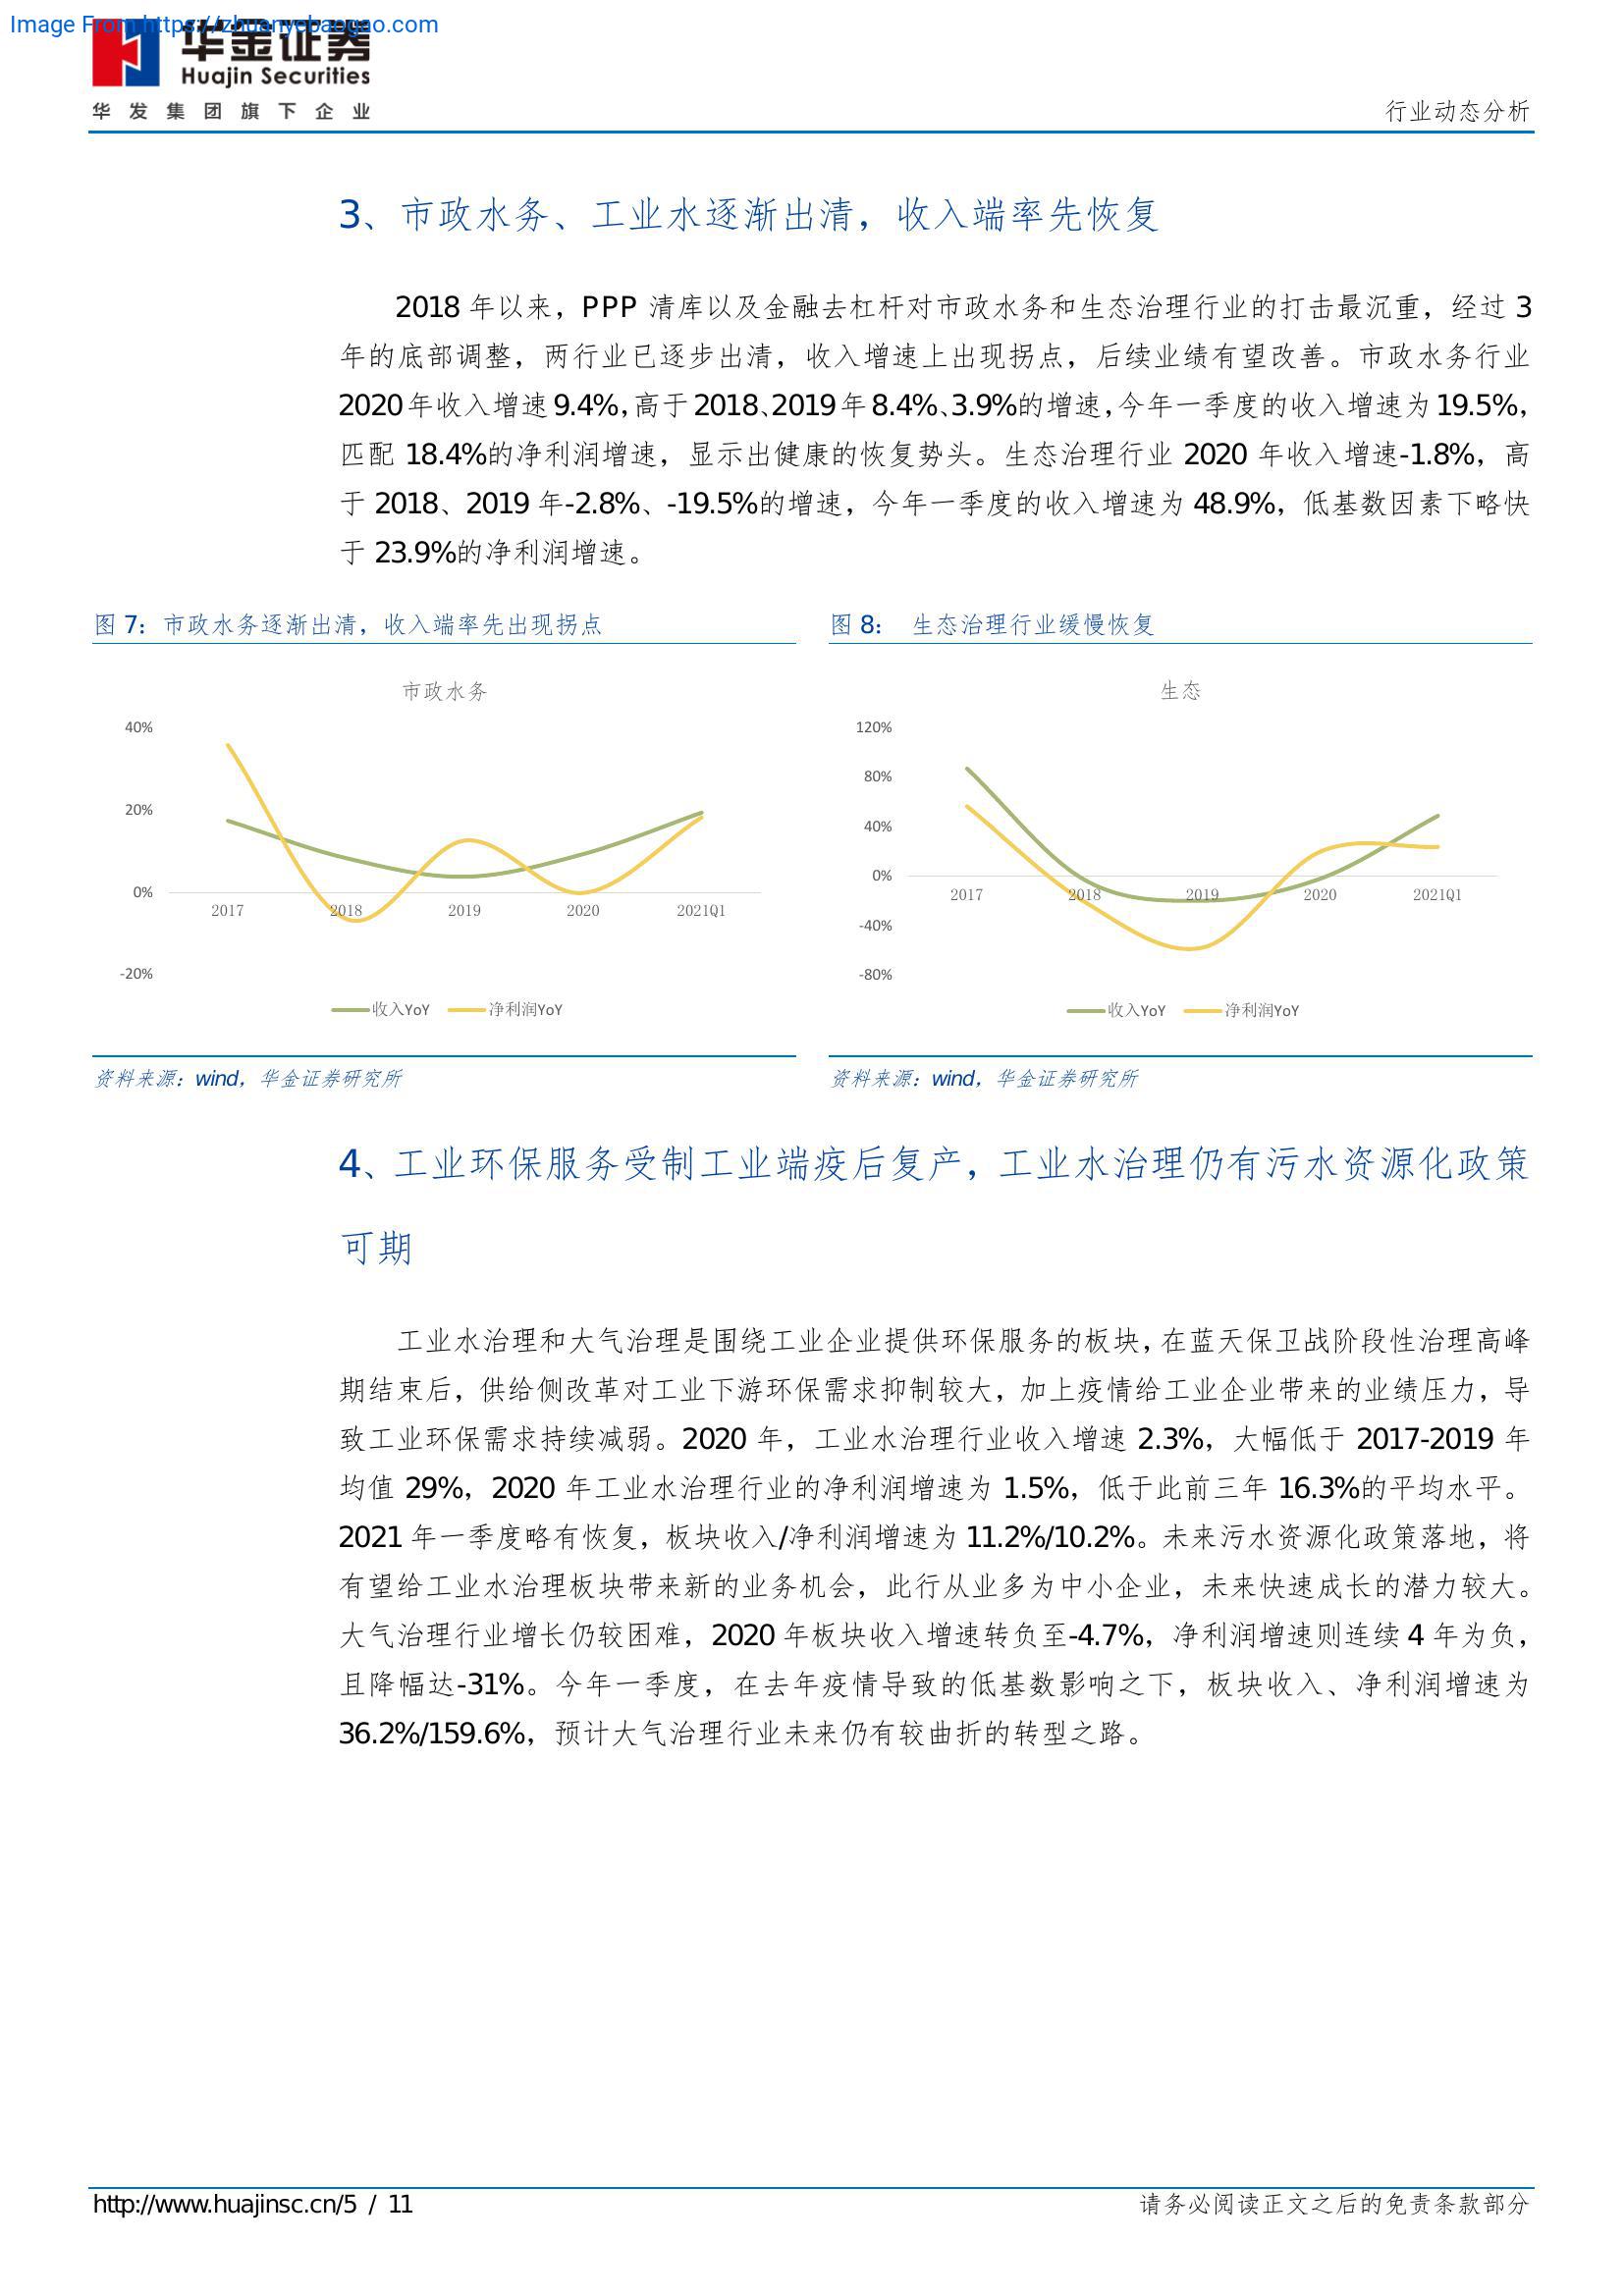 Image From https://zhuanyebaogao.com
华金证券
Huajin Securities
华发集团旗下企业
行业动态分析
3、市政水务、工业水逐渐出清，收入端率先恢复
2018 年以来，PPP 清库以及金融去杠杆对市政水务和生态治理行业的打击最沉重，经过 3
年的底部调整，两行业已逐步出清，收入增速上出现拐点，后续业绩有望改善。市政水务行业
2020 年收入增速 9.4%，高于 2018、2019 年 8.4%、3.9%的增速，今年一季度的收入增速为 19.5%，
匹配 18.4%的净利润增速，显示出健康的恢复势头。生态治理行业 2020 年收入增速-1.8%，高
于 2018、2019 年-2.8%、-19.5%的增速，今年一季度的收入增速为 48.9%，低基数因素下略快
于 23.9%的净利润增速。
图 7：市政水务逐渐出清，收入端率先出现拐点
市政水务
40%
20%
0%
-20%
2017 2018 2019 2020 2021Q1
收入YoY 净利润YoY
资料来源：wind，华金证券研究所
图 8： 生态治理行业缓慢恢复
生态
120%
80%
40%
0%
-40%
-80%
2017 2018 2019 2020 2021Q1
收入YoY 净利润YoY
资料来源：wind，华金证券研究所
4、工业环保服务受制工业端疫后复产，工业水治理仍有污水资源化政策
可期
工业水治理和大气治理是围绕工业企业提供环保服务的板块，在蓝天保卫战阶段性治理高峰
期结束后，供给侧改革对工业下游环保需求抑制较大，加上疫情给工业企业带来的业绩压力，导
致工业环保需求持续减弱。2020 年，工业水治理行业收入增速 2.3%，大幅低于 2017-2019 年
均值 29%，2020 年工业水治理行业的净利润增速为 1.5%，低于此前三年 16.3%的平均水平。
2021 年一季度略有恢复，板块收入/净利润增速为 11.2%/10.2%。未来污水资源化政策落地，将
有望给工业水治理板块带来新的业务机会，此行从业多为中小企业，未来快速成长的潜力较大。
大气治理行业增长仍较困难，2020 年板块收入增速转负至-4.7%，净利润增速则连续 4 年为负，
且降幅达-31%。今年一季度，在去年疫情导致的低基数影响之下，板块收入、净利润增速为
36.2%/159.6%，预计大气治理行业未来仍有较曲折的转型之路。
http://www.huajinsc.cn/5 / 11
请务必阅读正文之后的免责条款部分